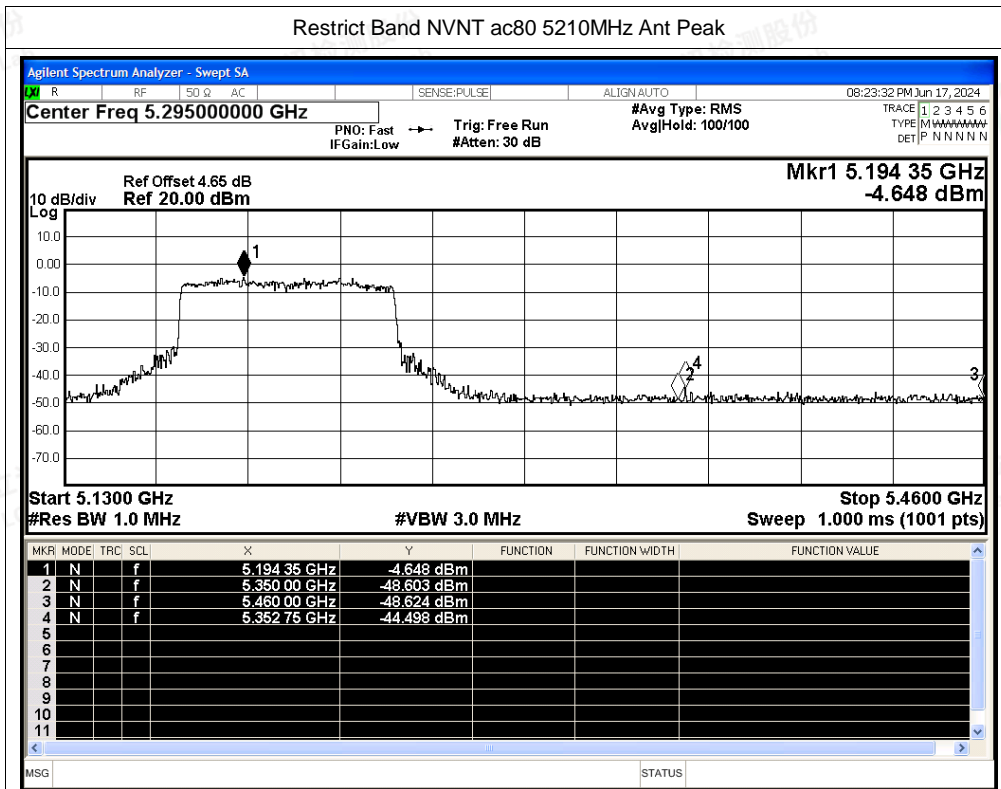 Restrict Band NVNT ac80 5210MHz Ant Peak
Agilent Spectrum Analyzer - Swept SA
LXI R RF 50 Ω AC SENSE:PULSE ALIGN AUTO 08:23:32 PM Jun 17, 2024
Center Freq 5.295000000 GHz #Avg Type: RMS TRACE 1 2 3 4 5 6
PNO: Fast Trig: Free Run Avg|Hold: 100/100 TYPE M WWWWW
IFGain:Low #Atten: 30 dB DET P N N N N N
Mkr1 5.194 35 GHz
Ref Offset 4.65 dB
10 dB/div Ref 20.00 dBm -4.648 dBm
Log
10.0
1
0.00
-10.0
-20.0
-30.0
4
-40.0
2 3
-50.0
-60.0
-70.0
Start 5.1300 GHz Stop 5.4600 GHz
#Res BW 1.0 MHz #VBW 3.0 MHz Sweep 1.000 ms (1001 pts)
MKR MODE TRC SCL X Y FUNCTION FUNCTION WIDTH FUNCTION VALUE
1 N f 5.194 35 GHz -4.648 dBm
2 N f 5.350 00 GHz -48.603 dBm
3 N f 5.460 00 GHz -48.624 dBm
4 N f 5.352 75 GHz -44.498 dBm
5
6
7
8
9
10
11
MSG STATUS